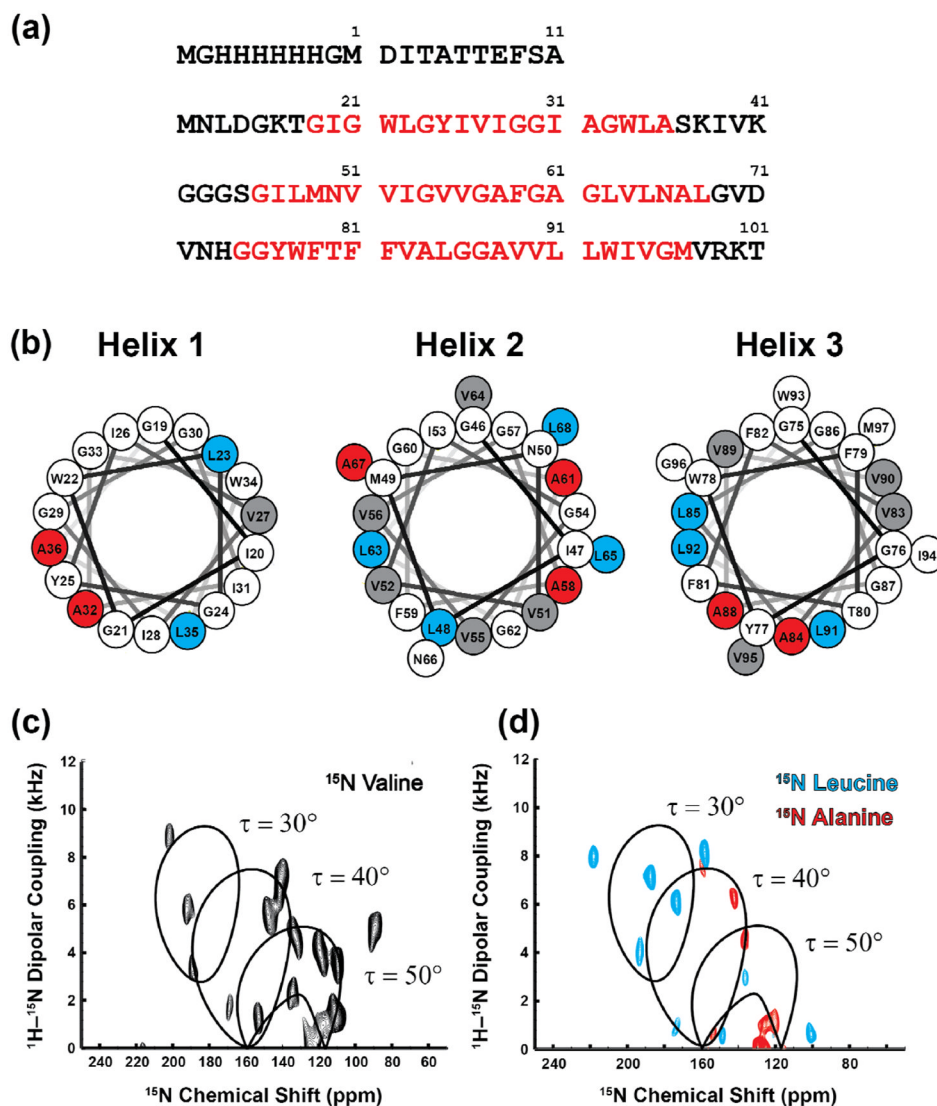 (a)
1 11
MGHHHHHHGM DITATTEFSA
21 31 41
MNLDGKTGIG WLGYIVIGGI AGWLASKIVK
51 61 71
GGGSGILMNV VIGVVGAFGA GLVLNALGVD
81 91 101
VNHGGYWFTF FVALGGAVVL LWIVGMVRKT
(b)
Helix 1
G19
I26 G30
G33 L23
W22 W34
G29 V27
A36 I20
Y25 I31
A32 G24
G21 I28 L35
Helix 2
V64
I53 G46 G57 L68
G60 N50
A67 M49 A61
V56 G54
L63 I47 L65
V52 A58
F59 V51
L48 V55 G62
N66
Helix 3
W93
F82 G75 G86 M97
V89 F79
G96 W78 V90
L85 V83
L92 G76 I94
F81 G87
A88 T80
Y77 A84 L91
V95
(c)
¹H–¹⁵N Dipolar Coupling (kHz)
12
10
8
6
4
2
0
¹⁵N Valine
τ = 30°
τ = 40°
τ = 50°
240 200 180 160 140 120 100 80 60
¹⁵N Chemical Shift (ppm)
(d)
¹H–¹⁵N Dipolar Coupling (kHz)
12
10
8
6
4
2
0
¹⁵N Leucine
¹⁵N Alanine
τ = 30°
τ = 40°
τ = 50°
240 200 160 120 80
¹⁵N Chemical Shift (ppm)